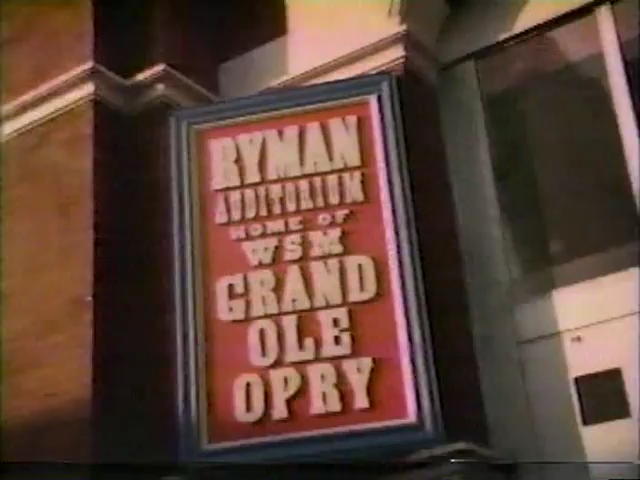 RYMAN
AUDITORIUM
HOME OF
WSM
GRAND
OLE
OPRY